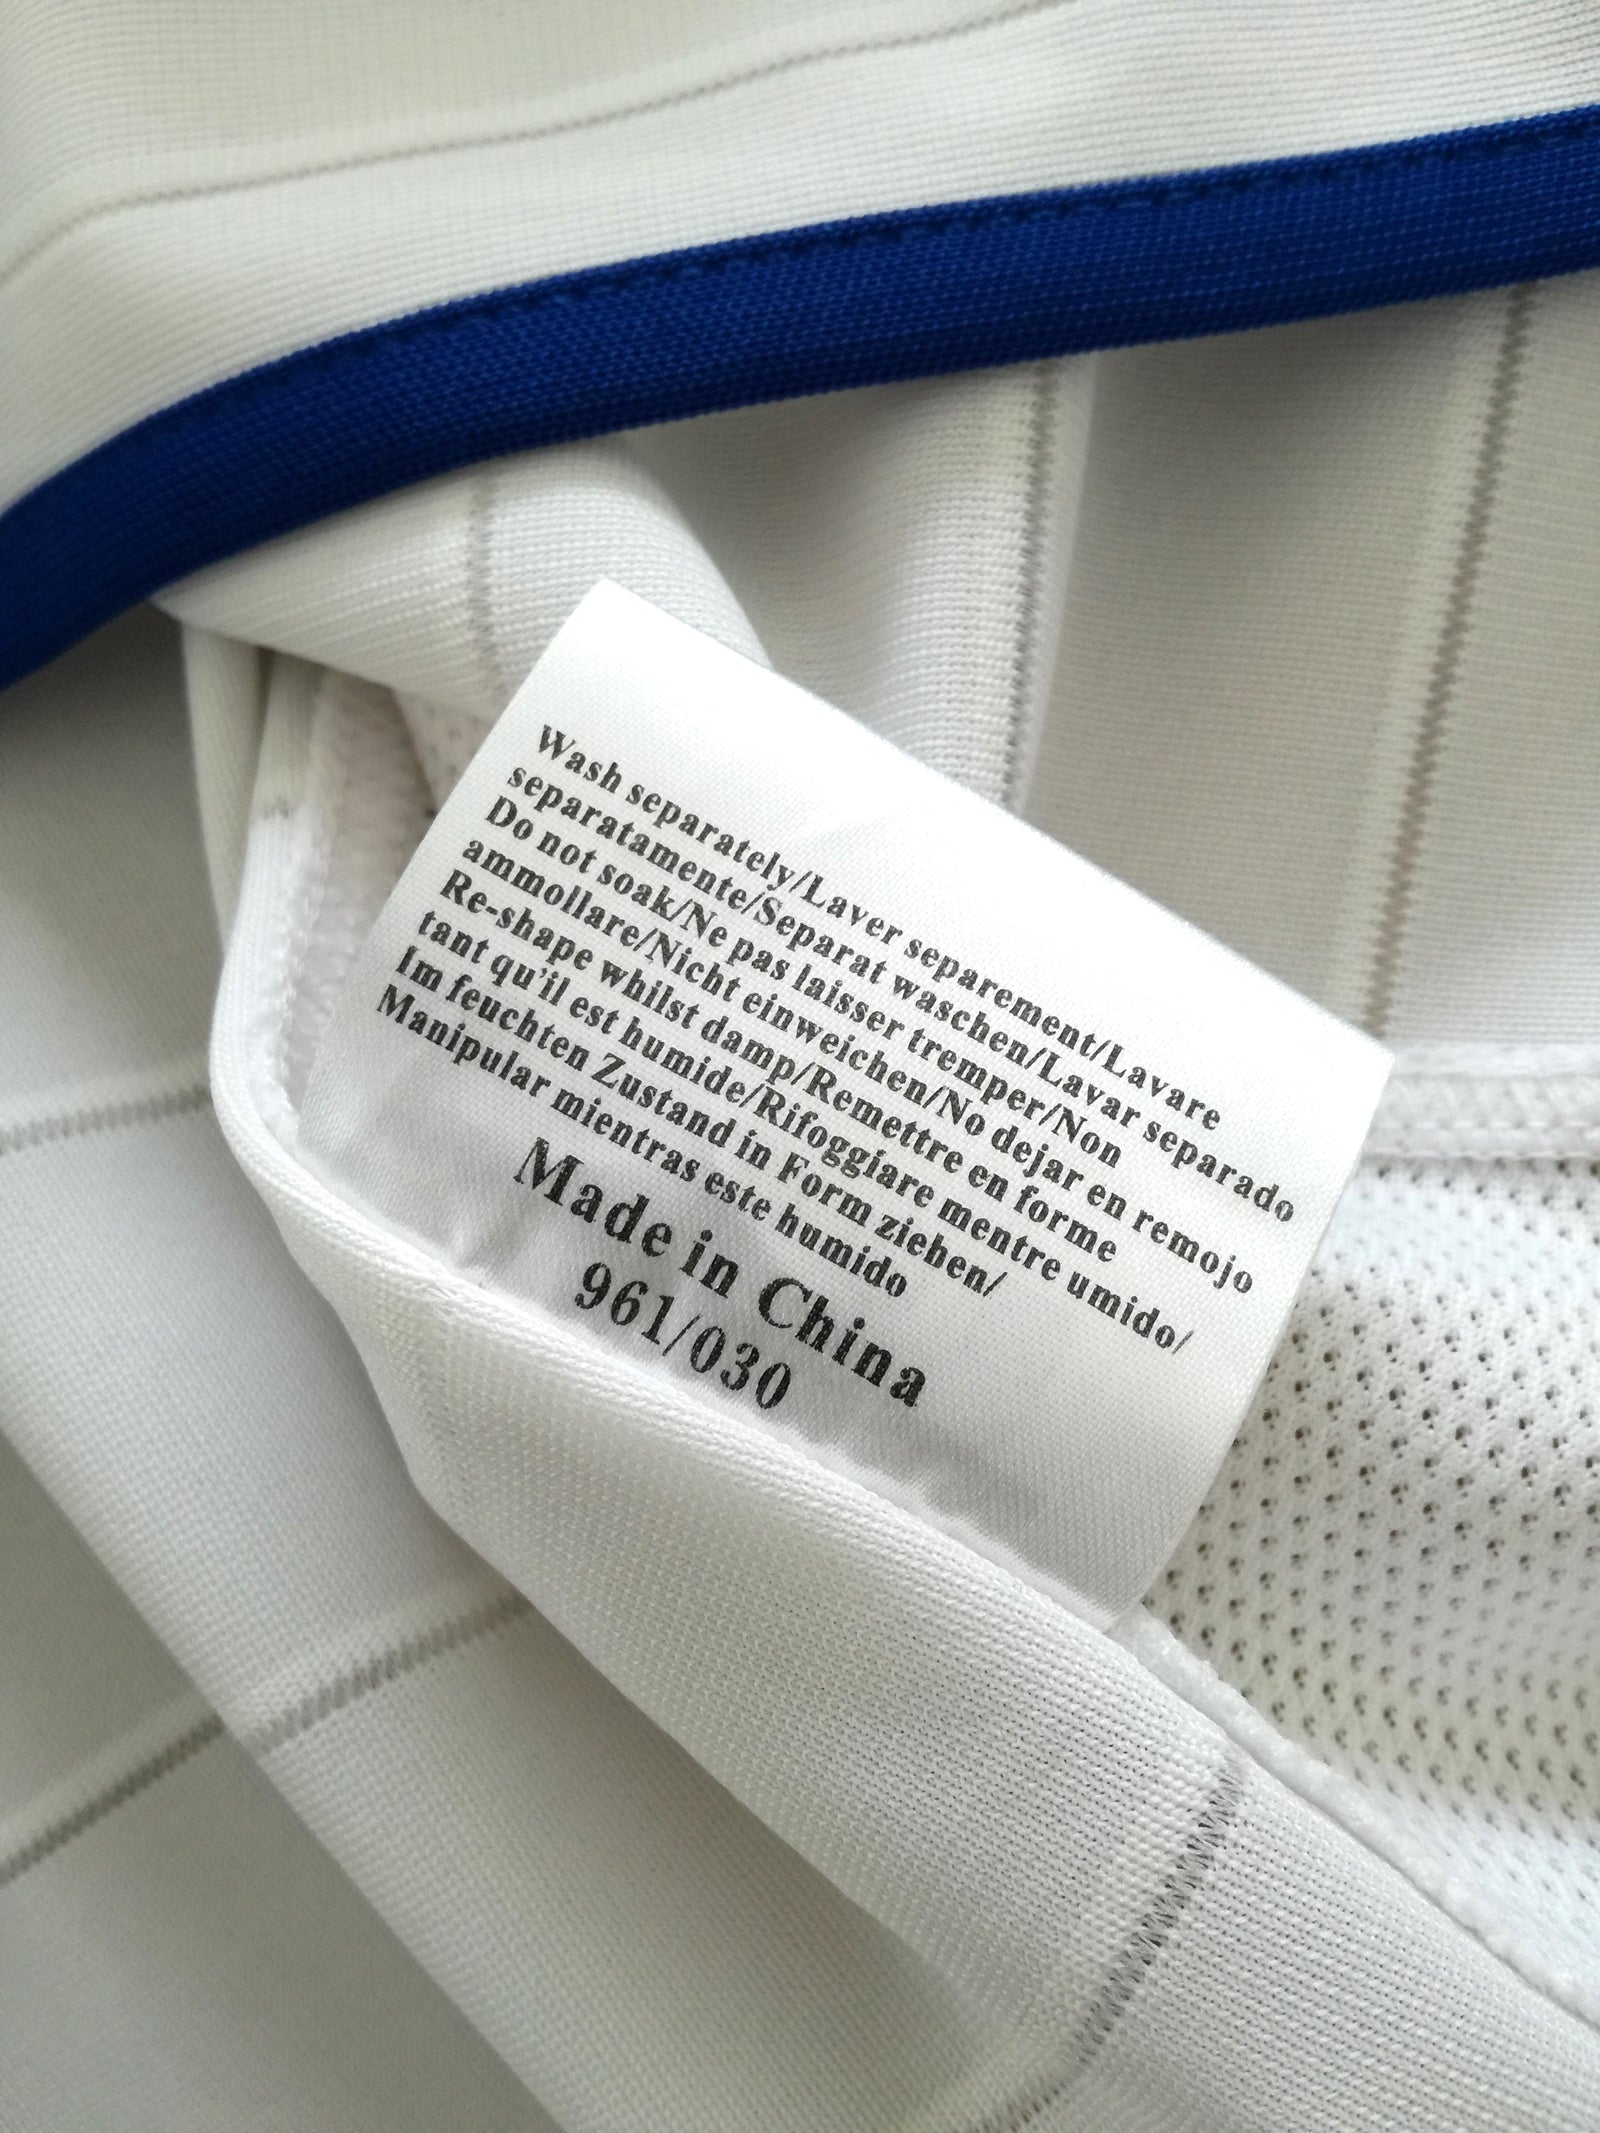 Wash separately/Laver separement/Lavare
separatamente/Separat waschen/Lavar separado
Do not soak/Ne pas laisser tremper/Non
ammollare/Nicht einweichen/No dejar en remojo
Re-shape whilst damp/Remettre en forme
tant qu'il est humide/Rifoggiare mentre umido/
Im feuchten Zustand in Form ziehen/
Manipular mientras este humido
Made in China
961/030